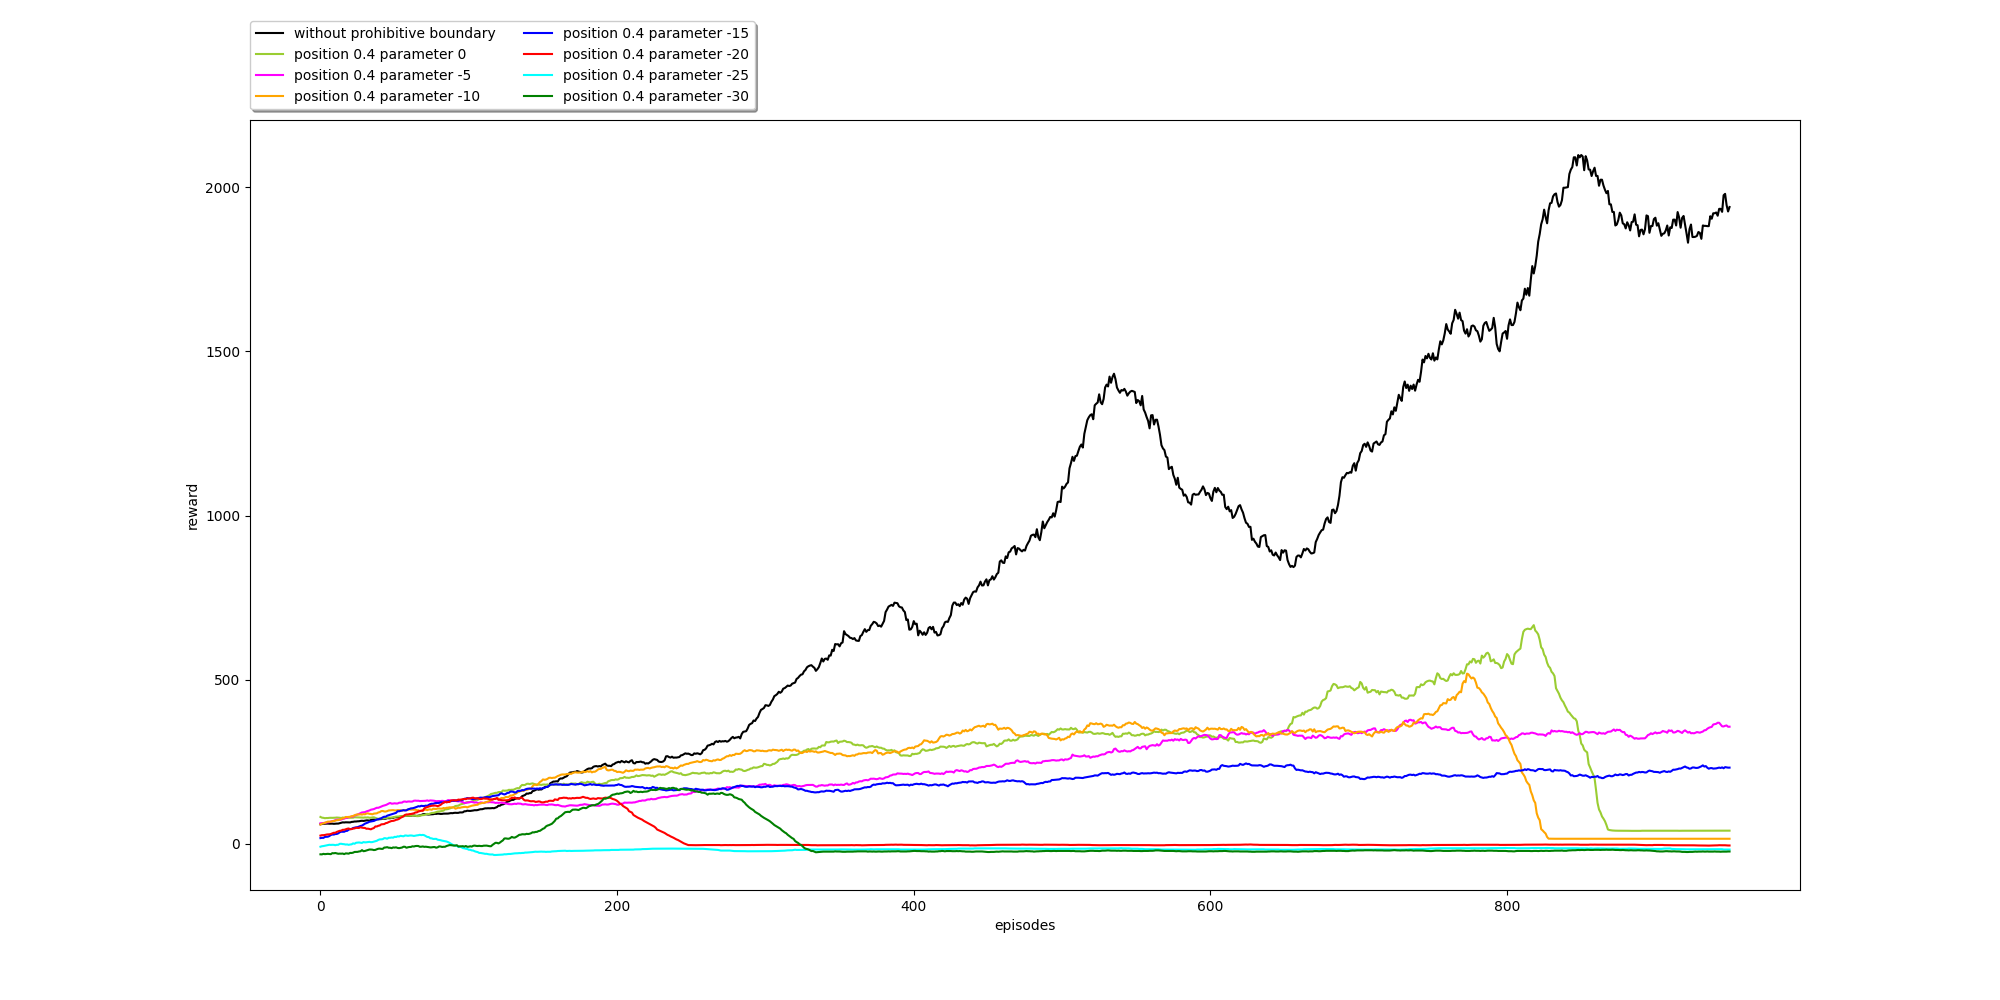 without prohibitive boundary
position 0.4 parameter 0
position 0.4 parameter -5
position 0.4 parameter -10
position 0.4 parameter -15
position 0.4 parameter -20
position 0.4 parameter -25
position 0.4 parameter -30
2000
1500
1000
500
0
reward
0 200 400 600 800
episodes